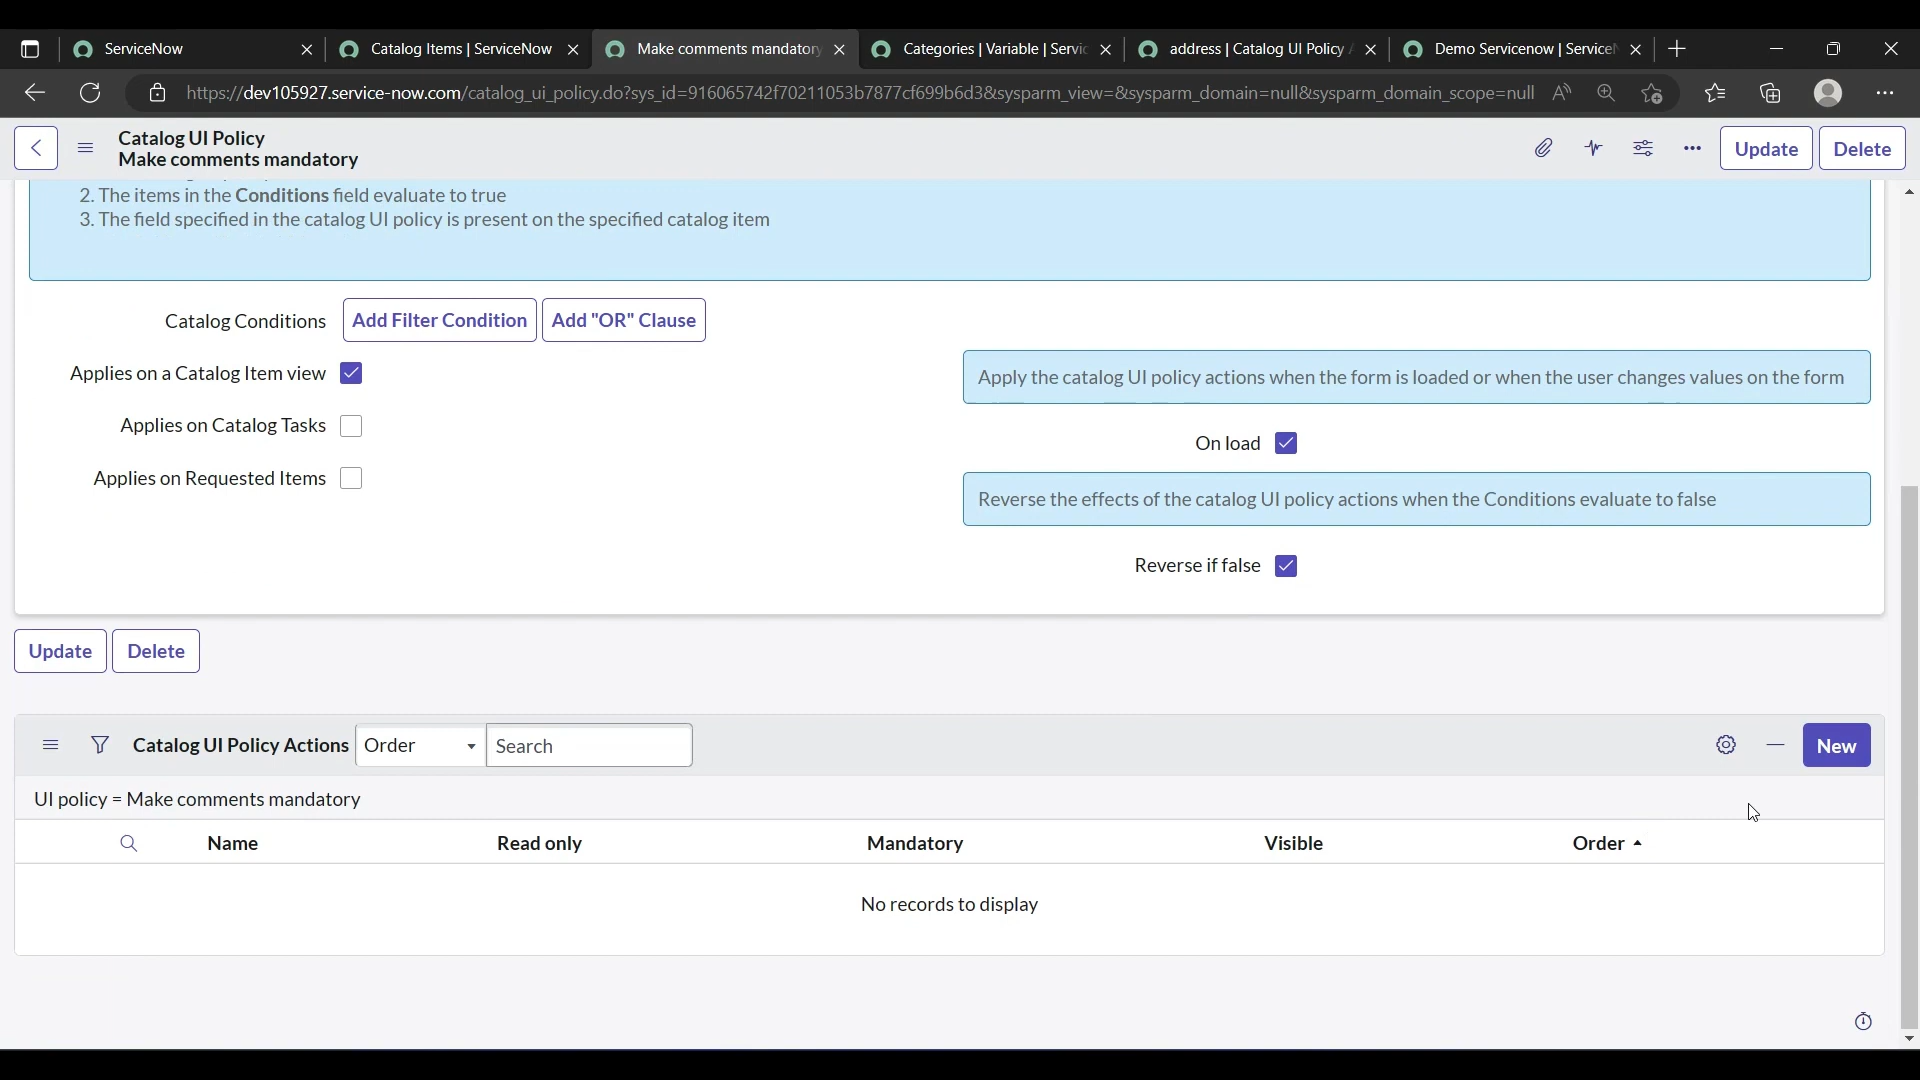 ServiceNow
Catalog Items | ServiceNow
Make comments mandatory
Categories | Variable | Servic
address | Catalog UI Policy
Demo Servicenow | Service
https://dev105927.service-now.com/catalog_ui_policy.do?sys_id=916065742f70211053b7877cf699b6d3&sysparm_view=&sysparm_domain=null&sysparm_domain_scope=null
Catalog UI Policy
Make comments mandatory
Update
Delete
2. The items in the Conditions field evaluate to true
3. The field specified in the catalog UI policy is present on the specified catalog item
Catalog Conditions
Add Filter Condition
Add "OR" Clause
Applies on a Catalog Item view
Apply the catalog UI policy actions when the form is loaded or when the user changes values on the form
Applies on Catalog Tasks
On load
Applies on Requested Items
Reverse the effects of the catalog UI policy actions when the Conditions evaluate to false
Reverse if false
Update
Delete
Catalog UI Policy Actions
Order
Search
New
UI policy = Make comments mandatory
Name
Read only
Mandatory
Visible
Order
No records to display